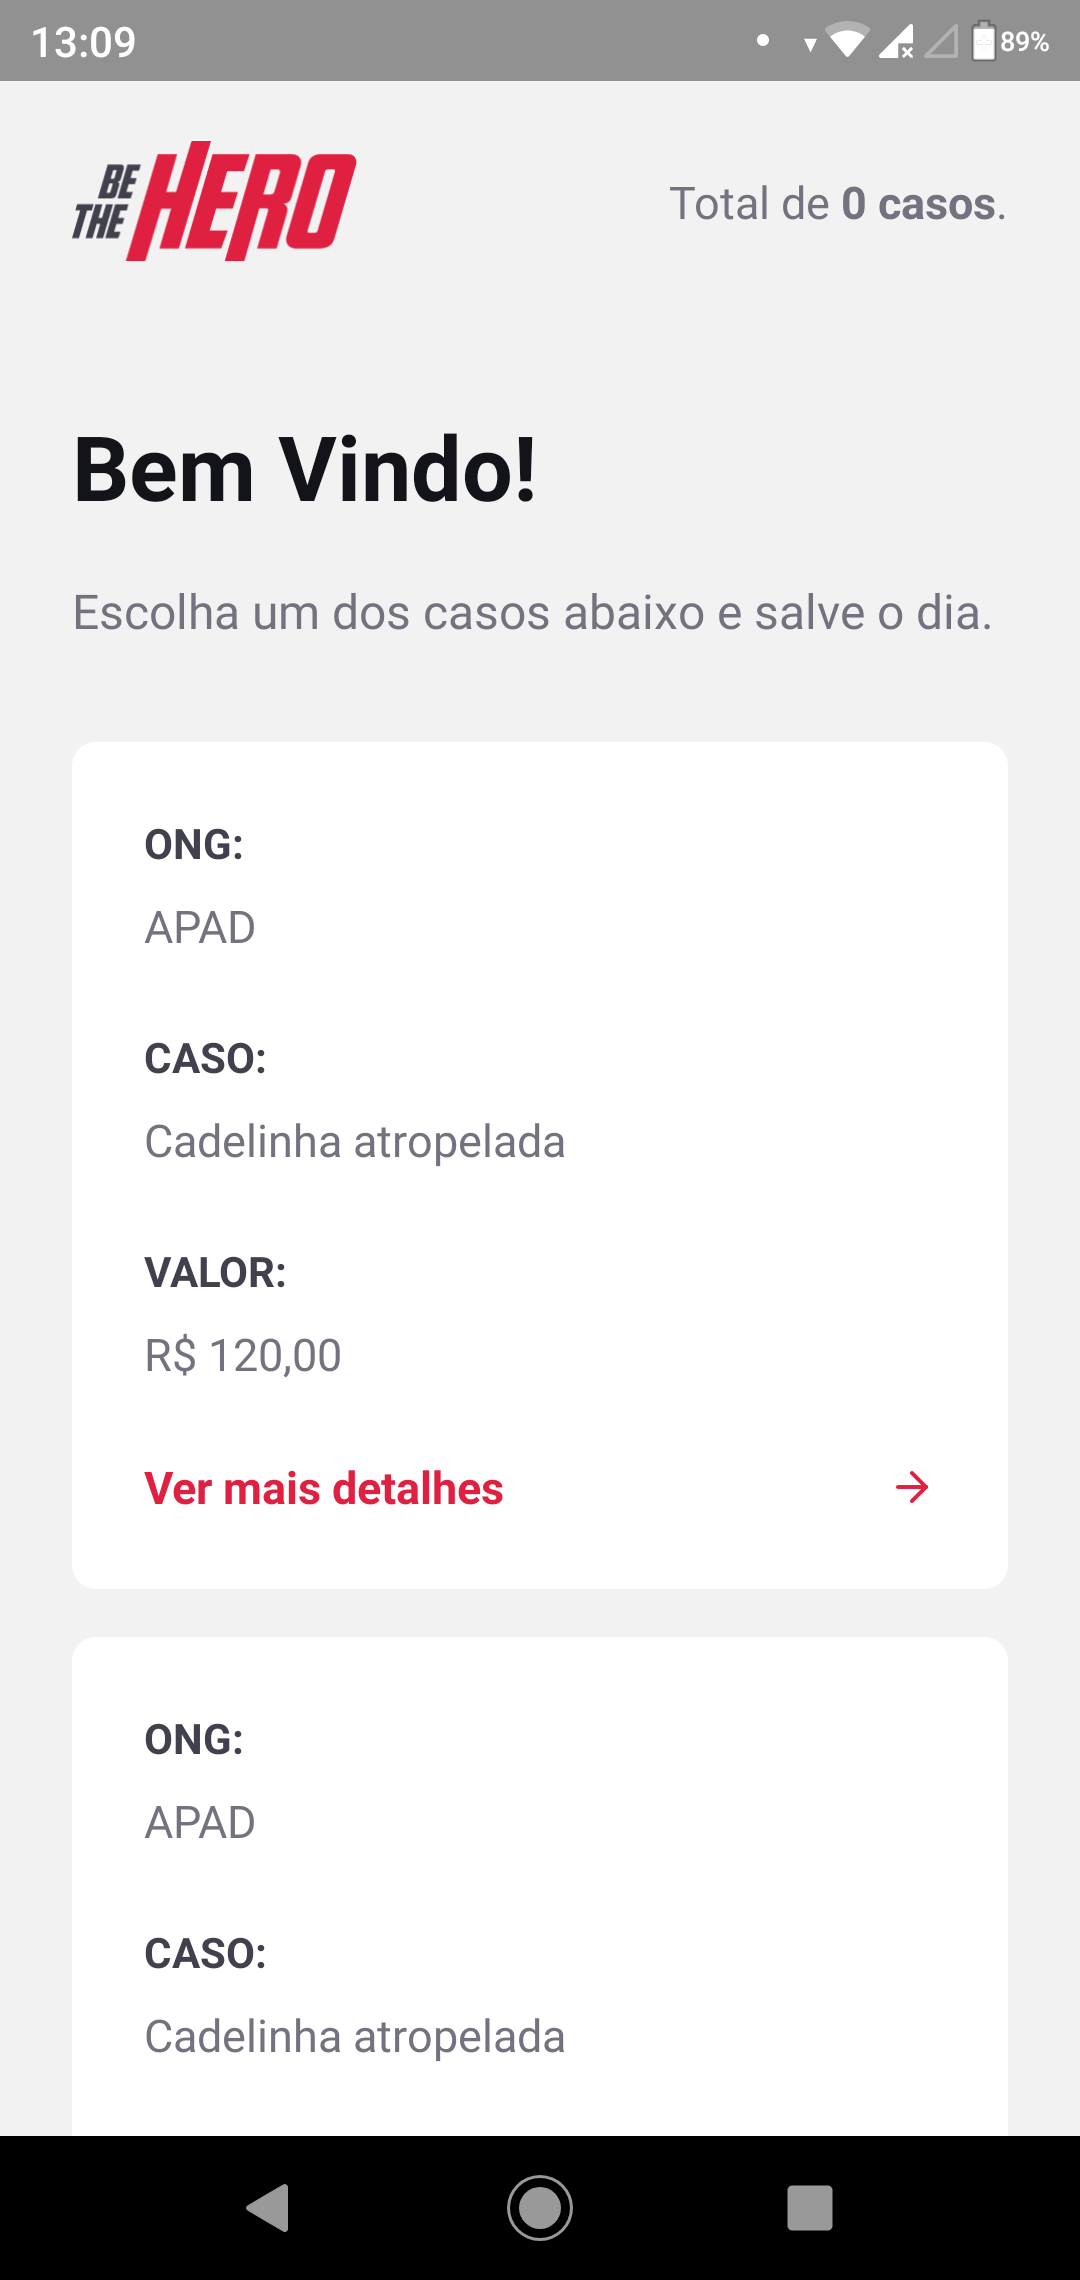 13:09
89%
BE
THE HERO
Total de 0 casos.
Bem Vindo!
Escolha um dos casos abaixo e salve o dia.
ONG:
APAD
CASO:
Cadelinha atropelada
VALOR:
R$ 120,00
Ver mais detalhes
ONG:
APAD
CASO:
Cadelinha atropelada